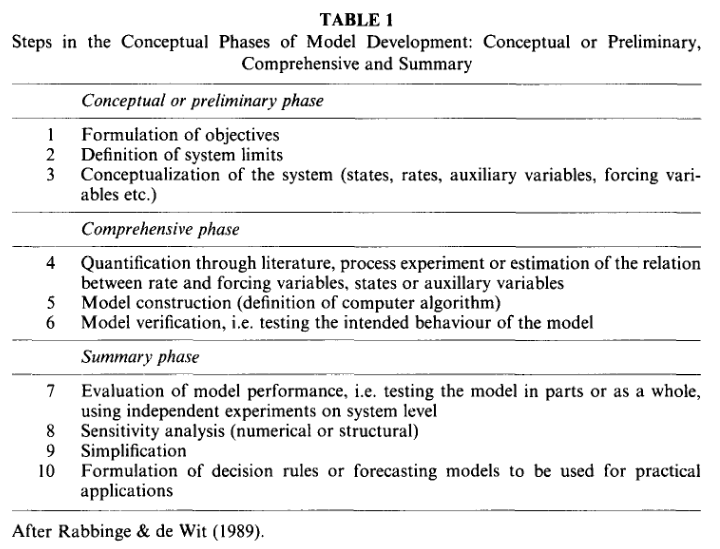 TABLE 1
Steps in the Conceptual Phases of Model Development: Conceptual or Preliminary,
Comprehensive and Summary
Conceptual or preliminary phase
1 Formulation of objectives
2 Definition of system limits
3 Conceptualization of the system (states, rates, auxiliary variables, forcing vari-
ables etc.)
Comprehensive phase
4 Quantification through literature, process experiment or estimation of the relation
between rate and forcing variables, states or auxillary variables
5 Model construction (definition of computer algorithm)
6 Model verification, i.e. testing the intended behaviour of the model
Summary phase
7 Evaluation of model performance, i.e. testing the model in parts or as a whole,
using independent experiments on system level
8 Sensitivity analysis (numerical or structural)
9 Simplification
10 Formulation of decision rules or forecasting models to be used for practical
applications
After Rabbinge & de Wit (1989).